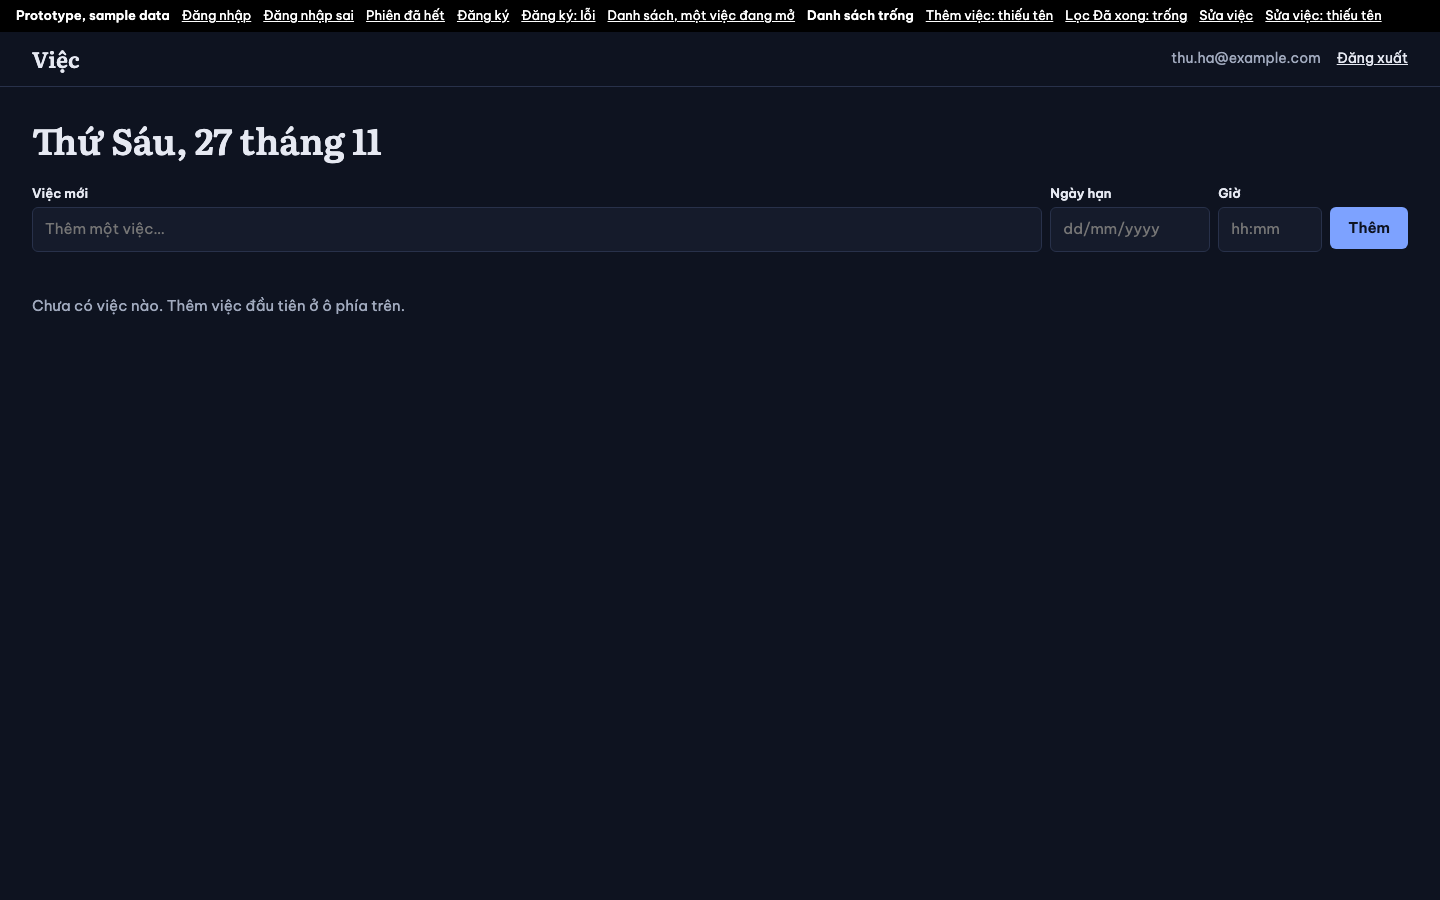 Prototype, sample data Đăng nhập Đăng nhập sai Phiên đã hết Đăng ký Đăng ký: lỗi Danh sách, một việc đang mở Danh sách trống Thêm việc: thiếu tên Lọc Đã xong: trống Sửa việc Sửa việc: thiếu tên
Việc thu.ha@example.com Đăng xuất
Thứ Sáu, 27 tháng 11
Việc mới Ngày hạn Giờ
Thêm một việc... dd/mm/yyyy hh:mm Thêm
Chưa có việc nào. Thêm việc đầu tiên ở ô phía trên.